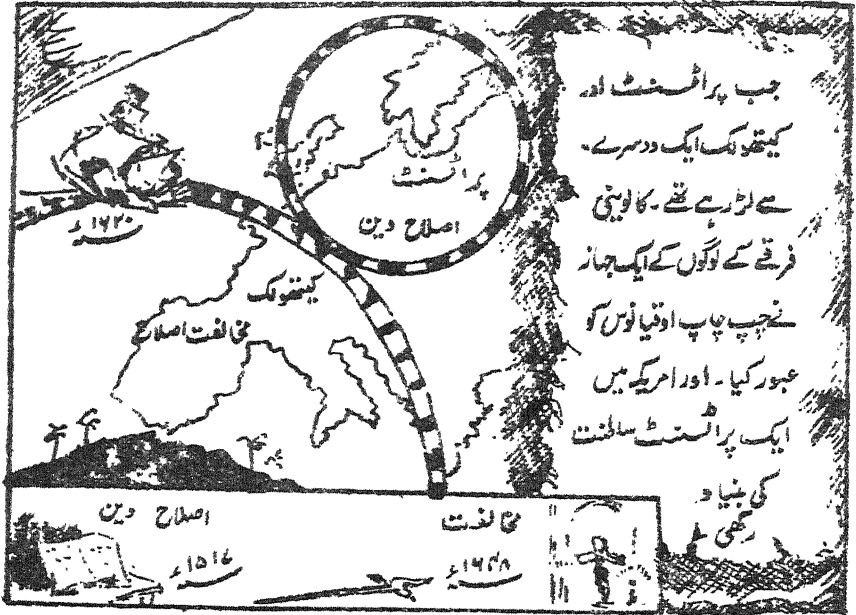 جب پراٹسنٹ اور
کیتھولک ایک دوسرے۔
سے لڑ رہے تھے۔ کالوینی
فرقے کے لوگوں کے ایک جہاز
نے چپ چاپ اوقیانوس کو
عبور کیا۔ اور امریکہ میں
ایک پراٹسنٹ سالمنت
کی بنیاد
رکھی
پراٹسنٹ
اصلاح دین
۱۶۲۰ء
کیتھولک
مخالفت اصلاح
اصلاح دین
۱۵۱۷ء
مخالفت
۱۶۴۸ء